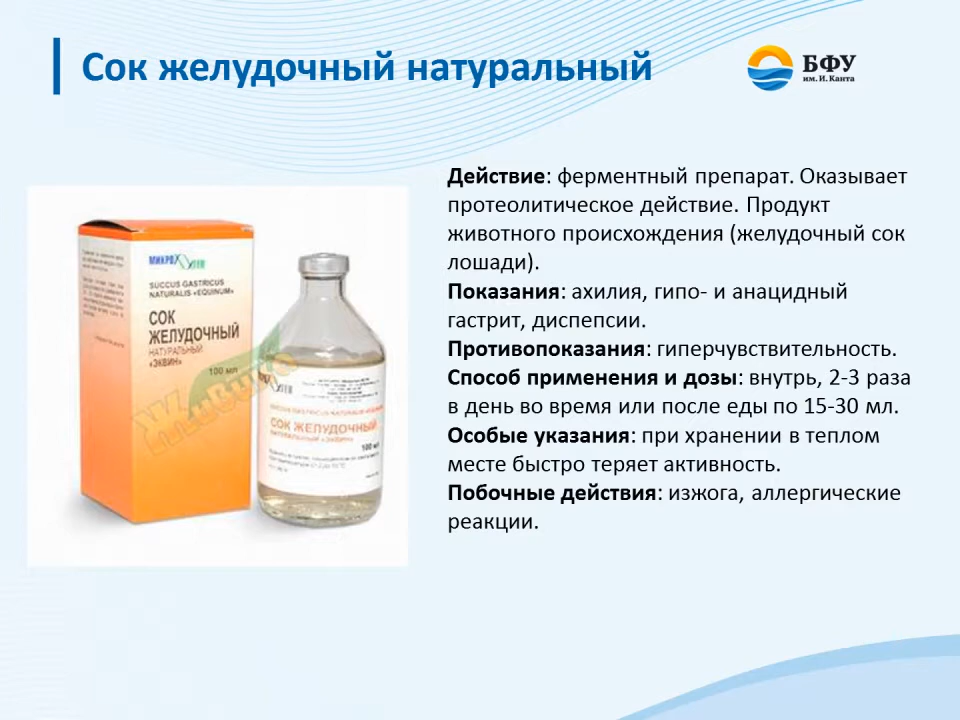 Сок желудочный натуральный
БФУ
им. И. Канта
Действие: ферментный препарат. Оказывает
протеолитическое действие. Продукт
животного происхождения (желудочный сок
лошади).
Показания: ахилия, гипо- и анацидный
гастрит, диспепсии.
Противопоказания: гиперчувствительность.
Способ применения и дозы: внутрь, 2-3 раза
в день во время или после еды по 15-30 мл.
Особые указания: при хранении в теплом
месте быстро теряет активность.
Побочные действия: изжога, аллергические
реакции.
МИКРО
SUCCUS GASTRICUS
NATURALIS «EQUINUM»
СОК
ЖЕЛУДОЧНЫЙ
НАТУРАЛЬНЫЙ
«ЭКВИН»
100 мл
SUCCUS GASTRICUS NATURALIS
СОК ЖЕЛУДОЧНЫЙ
НАТУРАЛЬНЫЙ «ЭКВИН»
100 мл